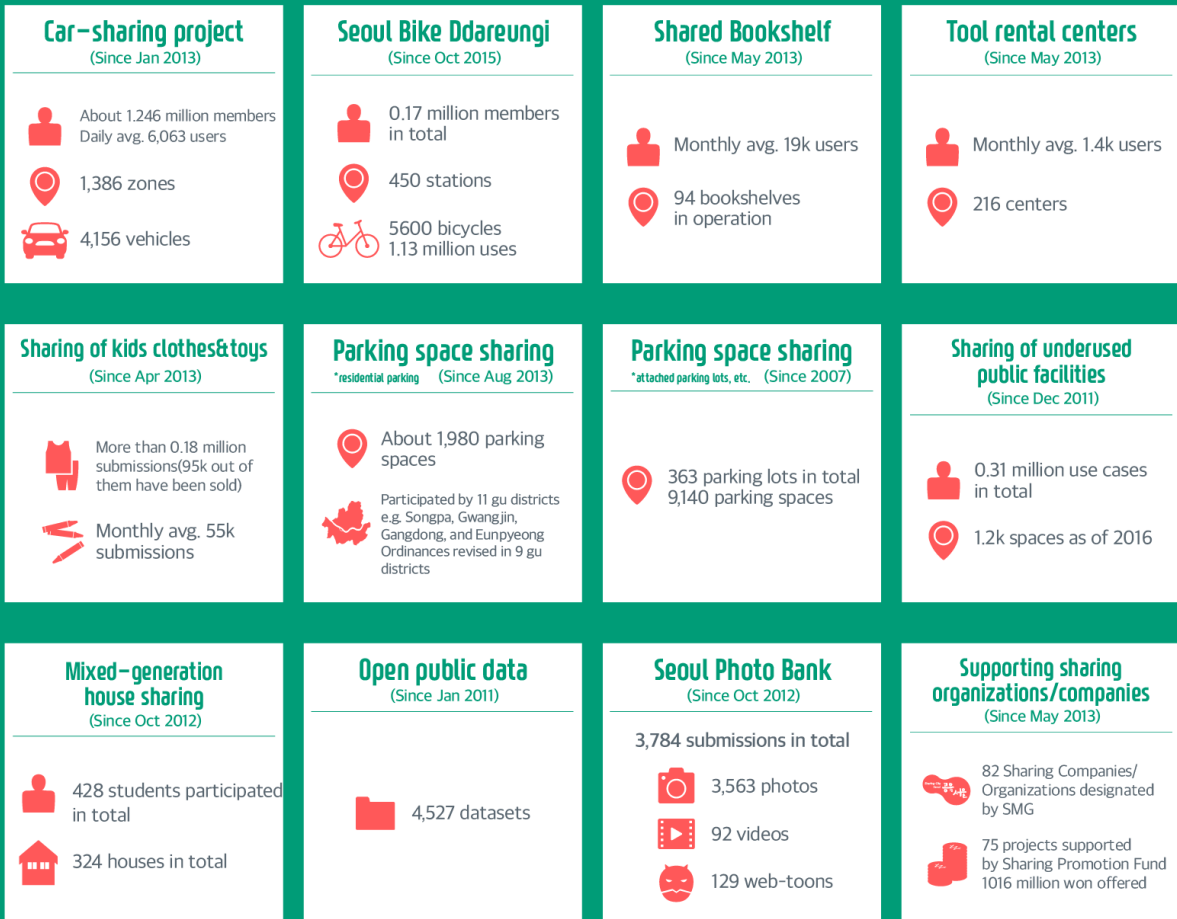 Car-sharing project
(Since Jan 2013)
About 1.246 million members
Daily avg. 6,063 users
1,386 zones
4,156 vehicles
Seoul Bike Ddareungi
(Since Oct 2015)
0.17 million members
in total
450 stations
5600 bicycles
1.13 million uses
Shared Bookshelf
(Since May 2013)
Monthly avg. 19k users
94 bookshelves
in operation
Tool rental centers
(Since May 2013)
Monthly avg. 1.4k users
216 centers
Sharing of kids clothes&toys
(Since Apr 2013)
More than 0.18 million
submissions(95k out of
them have been sold)
Monthly avg. 55k
submissions
Parking space sharing
*residential parking (Since Aug 2013)
About 1,980 parking
spaces
Participated by 11 gu districts
e.g. Songpa, Gwangjin,
Gangdong, and Eunpyeong
Ordinances revised in 9 gu
districts
Parking space sharing
*attached parking lots, etc. (Since 2007)
363 parking lots in total
9,140 parking spaces
Sharing of underused
public facilities
(Since Dec 2011)
0.31 million use cases
in total
1.2k spaces as of 2016
Mixed-generation
house sharing
(Since Oct 2012)
428 students participated
in total
324 houses in total
Open public data
(Since Jan 2011)
4,527 datasets
Seoul Photo Bank
(Since Oct 2012)
3,784 submissions in total
3,563 photos
92 videos
129 web-toons
Supporting sharing
organizations/companies
(Since May 2013)
82 Sharing Companies/
Organizations designated
by SMG
75 projects supported
by Sharing Promotion Fund
1016 million won offered